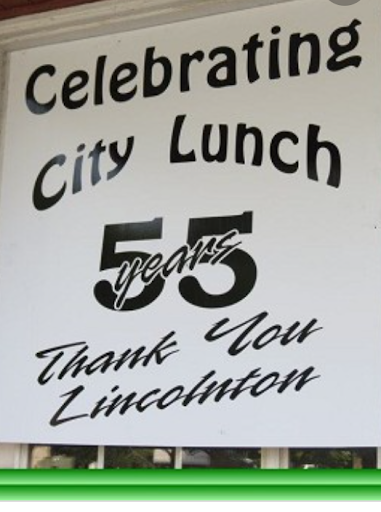 Celebrating
City Lunch
55
years
Thank You
Lincolnton